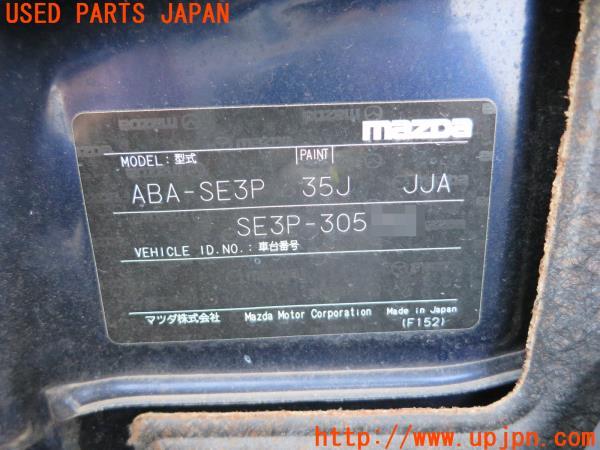 USED PARTS JAPAN
mazda
MODEL: 型式 PAINT
ABA-SE3P 35J JJA
SE3P-305
VEHICLE ID.NO.: 車台番号
マツダ株式会社 Mazda Motor Corporation Made in Japan
(F152)
http://www.upjpn.com/